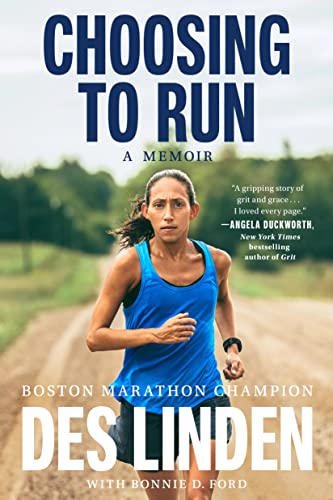 CHOOSING
TO RUN
A MEMOIR
“A gripping story of
grit and grace . . .
I loved every page.”
—ANGELA DUCKWORTH,
New York Times
bestselling
author of Grit
BOSTON MARATHON CHAMPION
DES LINDEN
WITH BONNIE D. FORD